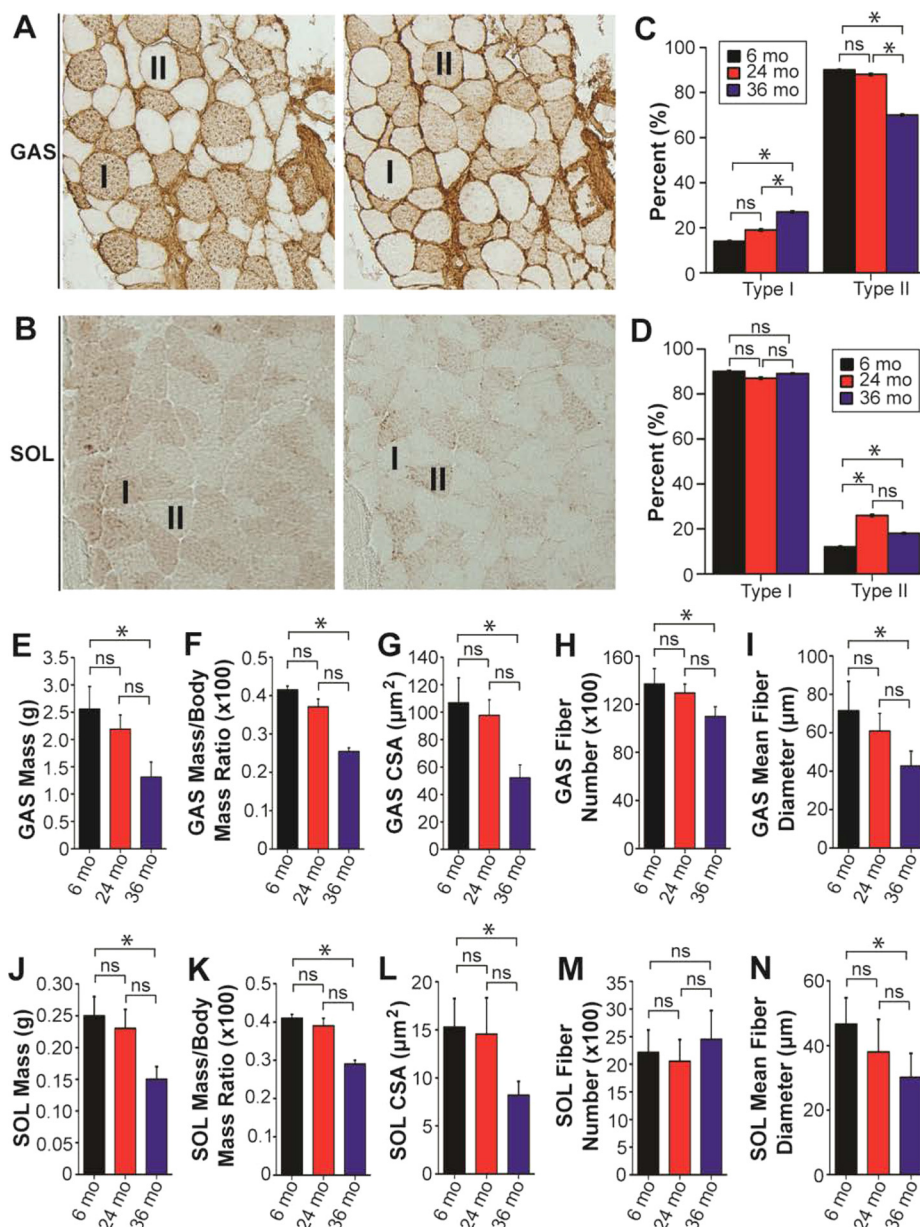 A
II
I
GAS
II
I
C
Percent (%)
100
80
60
40
20
0
6 mo
24 mo
36 mo
ns
*
*
ns
*
*
Type I
Type II
B
SOL
I
II
I
II
D
Percent (%)
100
80
60
40
20
0
6 mo
24 mo
36 mo
ns
ns
ns
*
*
ns
Type I
Type II
E
GAS Mass (g)
3.0
2.5
2.0
1.5
1.0
0.5
0
*
ns
ns
6 mo
24 mo
36 mo
F
GAS Mass/Body
Mass Ratio (x100)
0.5
0.4
0.3
0.2
0.1
0
*
ns
ns
6 mo
24 mo
36 mo
G
GAS CSA (µm²)
140
120
100
80
60
40
20
0
*
ns
ns
6 mo
24 mo
36 mo
H
GAS Fiber
Number (x100)
160
120
80
40
0
*
ns
ns
6 mo
24 mo
36 mo
I
GAS Mean Fiber
Diameter (µm)
100
80
60
40
20
0
*
ns
ns
6 mo
24 mo
36 mo
J
SOL Mass (g)
0.30
0.25
0.20
0.15
0.10
0.05
0
*
ns
ns
6 mo
24 mo
36 mo
K
SOL Mass/Body
Mass Ratio (x100)
0.5
0.4
0.3
0.2
0.1
0
*
ns
ns
6 mo
24 mo
36 mo
L
SOL CSA (µm²)
20
15
10
5
0
*
ns
ns
6 mo
24 mo
36 mo
M
SOL Fiber
Number (x100)
30
25
20
15
10
5
0
ns
ns
ns
6 mo
24 mo
36 mo
N
SOL Mean Fiber
Diameter (µm)
60
40
20
0
*
ns
ns
6 mo
24 mo
36 mo